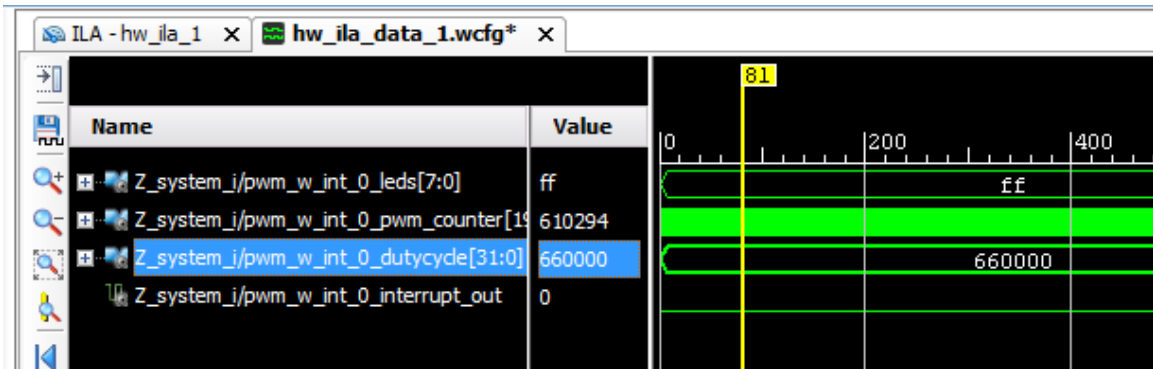 ILA - hw_ila_1 hw_ila_data_1.wcfg*
81
Name Value
0 200 400
Z_system_i/pwm_w_int_0_leds[7:0] ff ff
Z_system_i/pwm_w_int_0_pwm_counter[19 610294
Z_system_i/pwm_w_int_0_dutycycle[31:0] 660000 660000
Z_system_i/pwm_w_int_0_interrupt_out 0